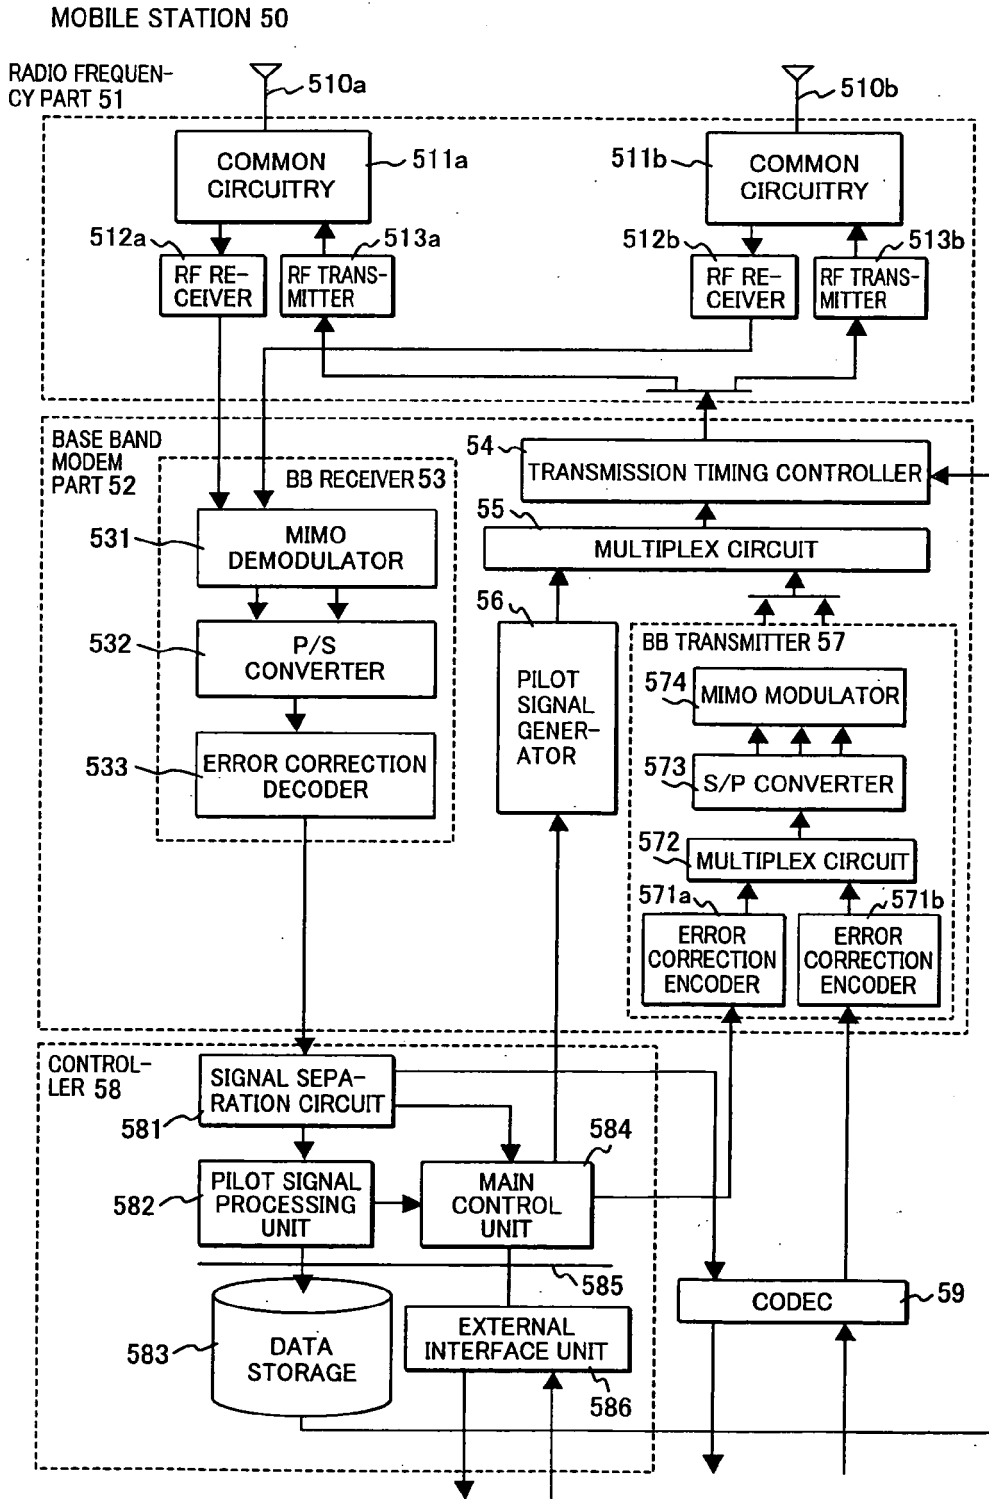 MOBILE STATION 50
RADIO FREQUEN-
CY PART 51
510a
510b
COMMON
CIRCUITRY
511a
511b
COMMON
CIRCUITRY
512a
513a
512b
513b
RF RE-
CEIVER
RF TRANS-
MITTER
RF RE-
CEIVER
RF TRANS-
MITTER
BASE BAND
MODEM
PART 52
BB RECEIVER 53
54
TRANSMISSION TIMING CONTROLLER
531
MIMO
DEMODULATOR
55
MULTIPLEX CIRCUIT
532
P/S
CONVERTER
56
PILOT
SIGNAL
GENER-
ATOR
BB TRANSMITTER 57
574
MIMO MODULATOR
533
ERROR CORRECTION
DECODER
573
S/P CONVERTER
572
MULTIPLEX CIRCUIT
571a
571b
ERROR
CORRECTION
ENCODER
ERROR
CORRECTION
ENCODER
CONTROL-
LER 58
SIGNAL SEPA-
RATION CIRCUIT
581
584
582
PILOT SIGNAL
PROCESSING
UNIT
MAIN
CONTROL
UNIT
585
CODEC
59
583
DATA
STORAGE
EXTERNAL
INTERFACE UNIT
586